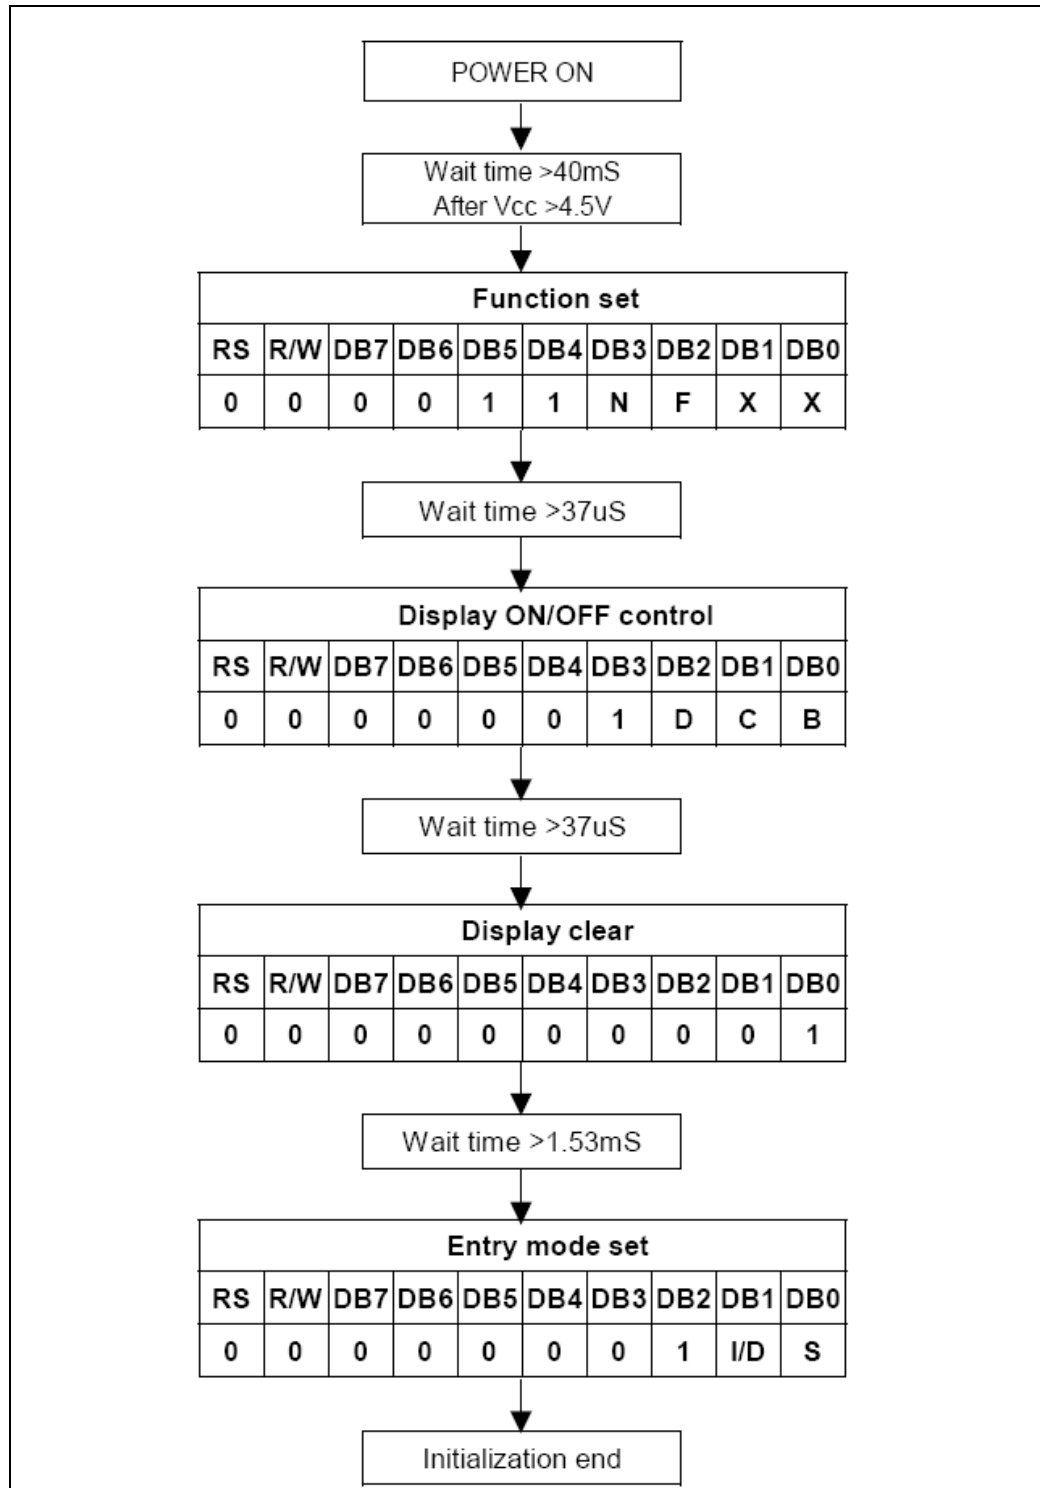 POWER ON
Wait time >40mS
After Vcc >4.5V
Function set
RS R/W DB7 DB6 DB5 DB4 DB3 DB2 DB1 DB0
0 0 0 0 1 1 N F X X
Wait time >37uS
Display ON/OFF control
RS R/W DB7 DB6 DB5 DB4 DB3 DB2 DB1 DB0
0 0 0 0 0 0 1 D C B
Wait time >37uS
Display clear
RS R/W DB7 DB6 DB5 DB4 DB3 DB2 DB1 DB0
0 0 0 0 0 0 0 0 0 1
Wait time >1.53mS
Entry mode set
RS R/W DB7 DB6 DB5 DB4 DB3 DB2 DB1 DB0
0 0 0 0 0 0 0 1 I/D S
Initialization end